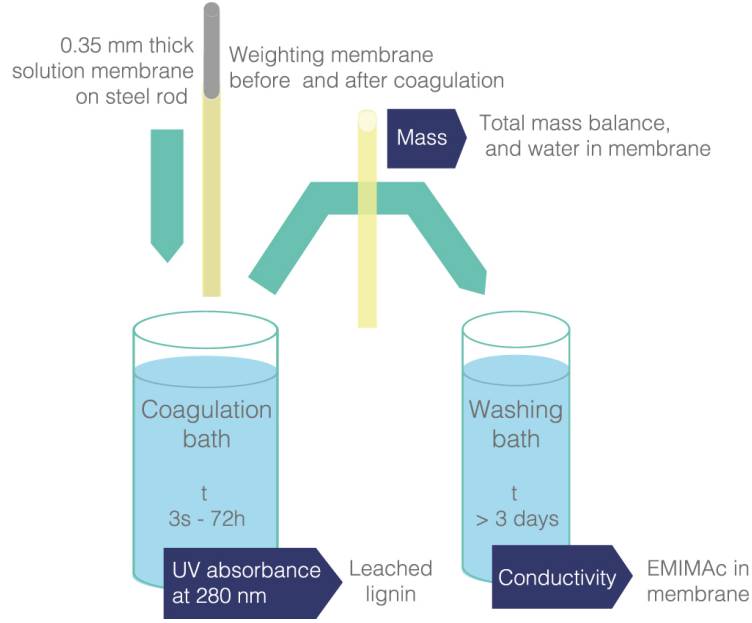 0.35 mm thick
solution membrane
on steel rod
Weighting membrane
before and after coagulation
Mass
Total mass balance,
and water in membrane
Coagulation
bath
t
3s - 72h
UV absorbance
at 280 nm
Leached
lignin
Washing
bath
t
> 3 days
Conductivity
EMIMAc in
membrane